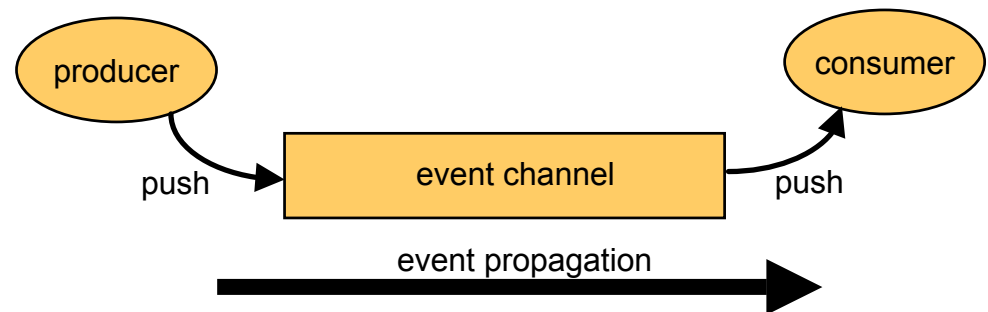 producer
consumer
event channel
push
push
event propagation